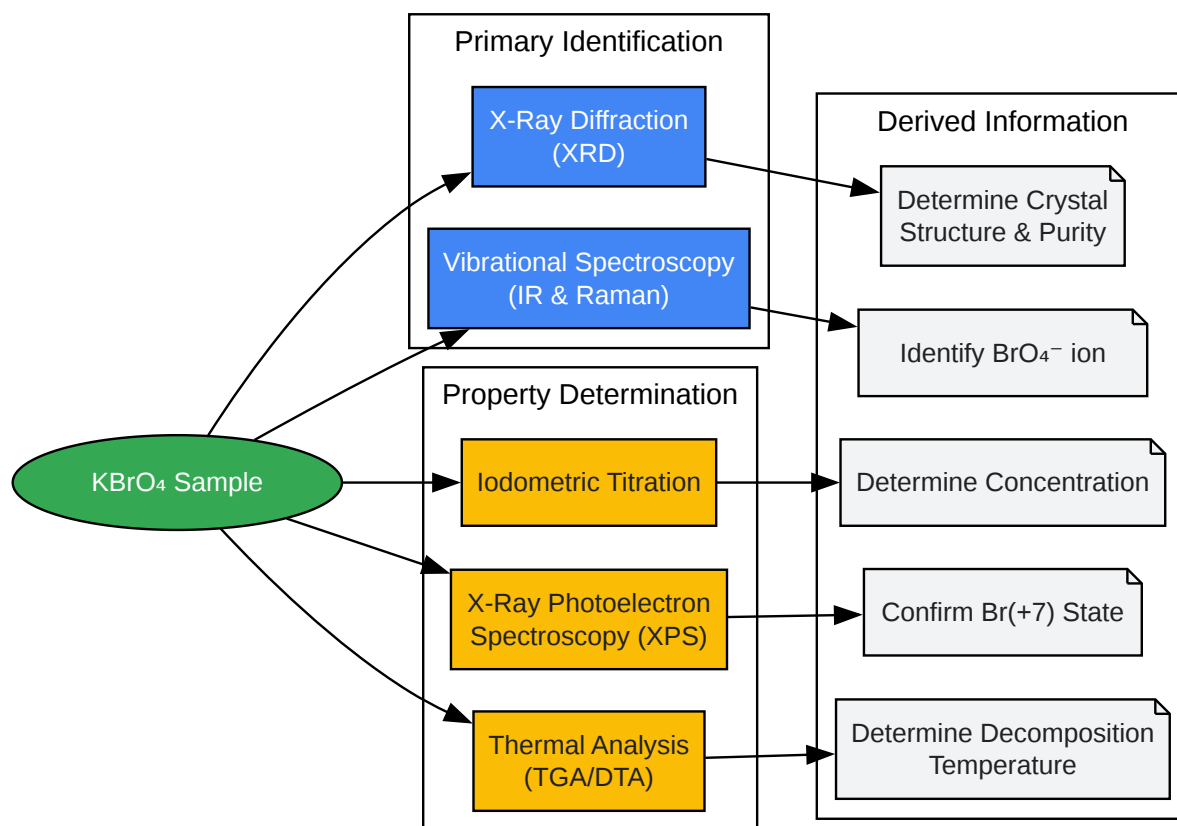 Primary Identification
X-Ray Diffraction
(XRD)
Vibrational Spectroscopy
(IR & Raman)
Derived Information
Determine Crystal
Structure & Purity
Identify BrO₄⁻ ion
Determine Concentration
Confirm Br(+7) State
Determine Decomposition
Temperature
KBrO₄ Sample
Property Determination
Iodometric Titration
X-Ray Photoelectron
Spectroscopy (XPS)
Thermal Analysis
(TGA/DTA)